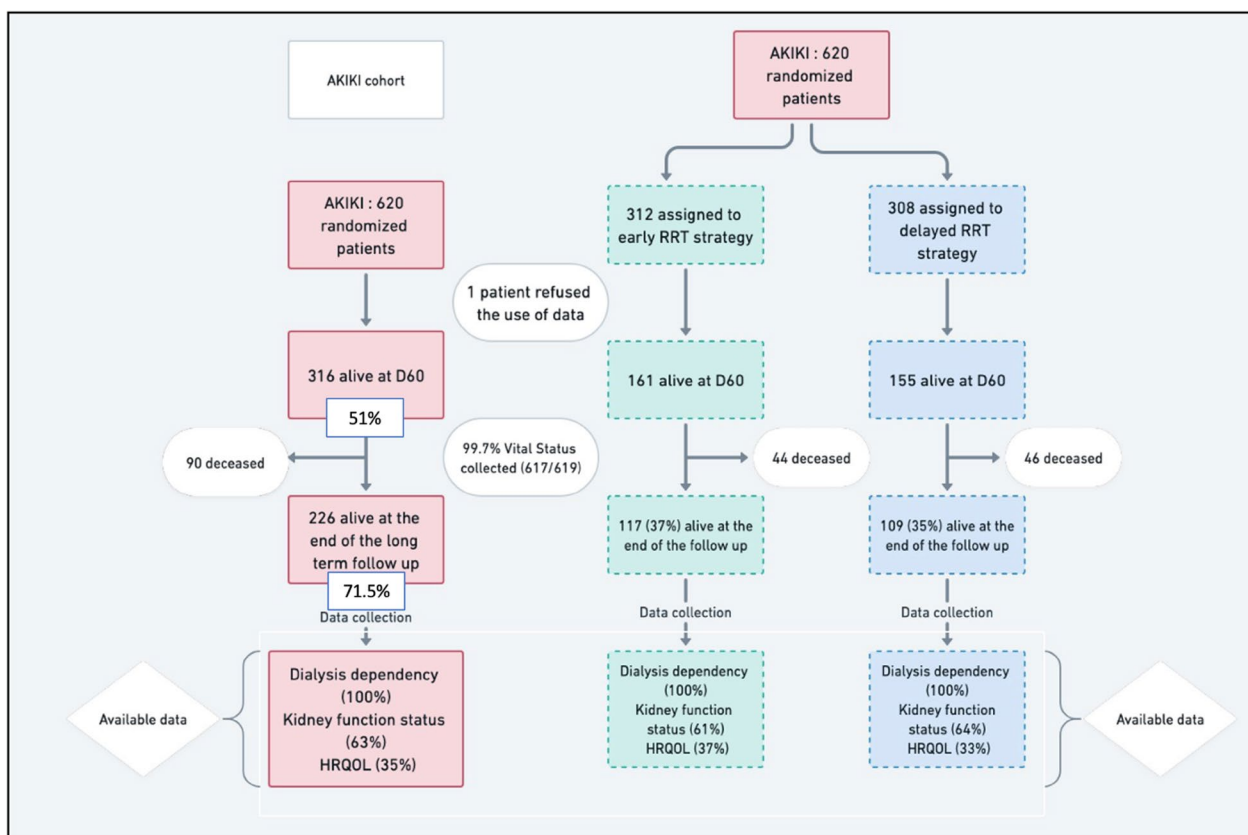 AKIKI cohort
AKIKI : 620
randomized
patients
AKIKI : 620
randomized
patients
312 assigned to
early RRT strategy
308 assigned to
delayed RRT
strategy
1 patient refused
the use of data
316 alive at D60
51%
161 alive at D60
155 alive at D60
90 deceased
99.7% Vital Status
collected (617/619)
44 deceased
46 deceased
226 alive at the
end of the long
term follow up
71.5%
117 (37%) alive at the
end of the follow up
109 (35%) alive at the
end of the follow up
Data collection
Data collection
Data collection
Available data
Dialysis dependency
(100%)
Kidney function status
(63%)
HRQOL (35%)
Dialysis dependency
(100%)
Kidney function
status (61%)
HRQOL (37%)
Dialysis dependency
(100%)
Kidney function
status (64%)
HRQOL (33%)
Available data